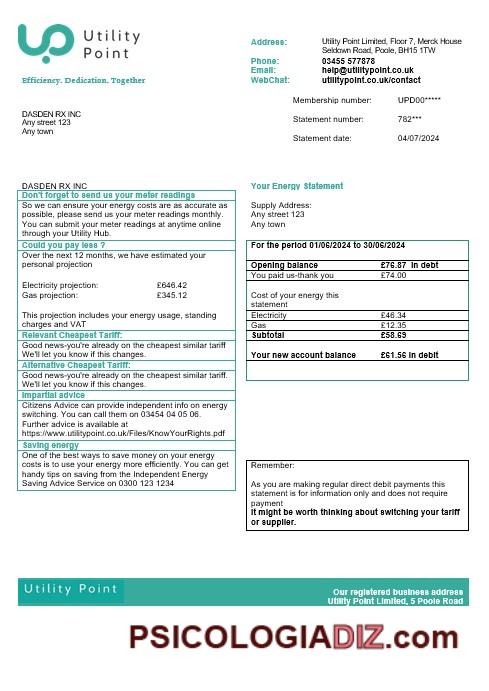 Utility
Point
Efficiency. Dedication. Together
Address: Utility Point Limited, Floor 7, Merck House
Seldown Road, Poole, BH15 1TW
Phone: 03455 577878
Email: help@utilitypoint.co.uk
WebChat: utilitypoint.co.uk/contact
Membership number: UPD00*****
Statement number: 782***
Statement date: 04/07/2024
DASDEN RX INC
Any street 123
Any town
DASDEN RX INC
Don't forget to send us your meter readings
So we can ensure your energy costs are as accurate as
possible, please send us your meter readings monthly.
You can submit your meter readings at anytime online
through your Utility Hub.
Could you pay less ?
Over the next 12 months, we have estimated your
personal projection
Electricity projection: £646.42
Gas projection: £345.12
This projection includes your energy usage, standing
charges and VAT
Relevant Cheapest Tariff:
Good news-you're already on the cheapest similar tariff
We'll let you know if this changes.
Alternative Cheapest Tariff:
Good news-you're already on the cheapest similar tariff
We'll let you know if this changes.
Impartial advice
Citizens Advice can provide independent info on energy
switching. You can call them on 03454 04 05 06.
Further advice is available at
https://www.utilitypoint.co.uk/Files/KnowYourRights.pdf
Saving energy
One of the best ways to save money on your energy
costs is to use your energy more efficiently. You can get
handy tips on saving from the Independent Energy
Saving Advice Service on 0300 123 1234
Your Energy Statement
Supply Address:
Any street 123
Any town
For the period 01/06/2024 to 30/06/2024
Opening balance £76.87 in debt
You paid us-thank you £74.00
Cost of your energy this
statement
Electricity £46.34
Gas £12.35
Subtotal £58.69
Your new account balance £61.56 in debit
Remember:
As you are making regular direct debit payments this
statement is for information only and does not require
payment
It might be worth thinking about switching your tariff
or supplier.
Utility Point
Our registered business address
Utility Point Limited, 5 Poole Road
PSICOLOGIADIZ.com